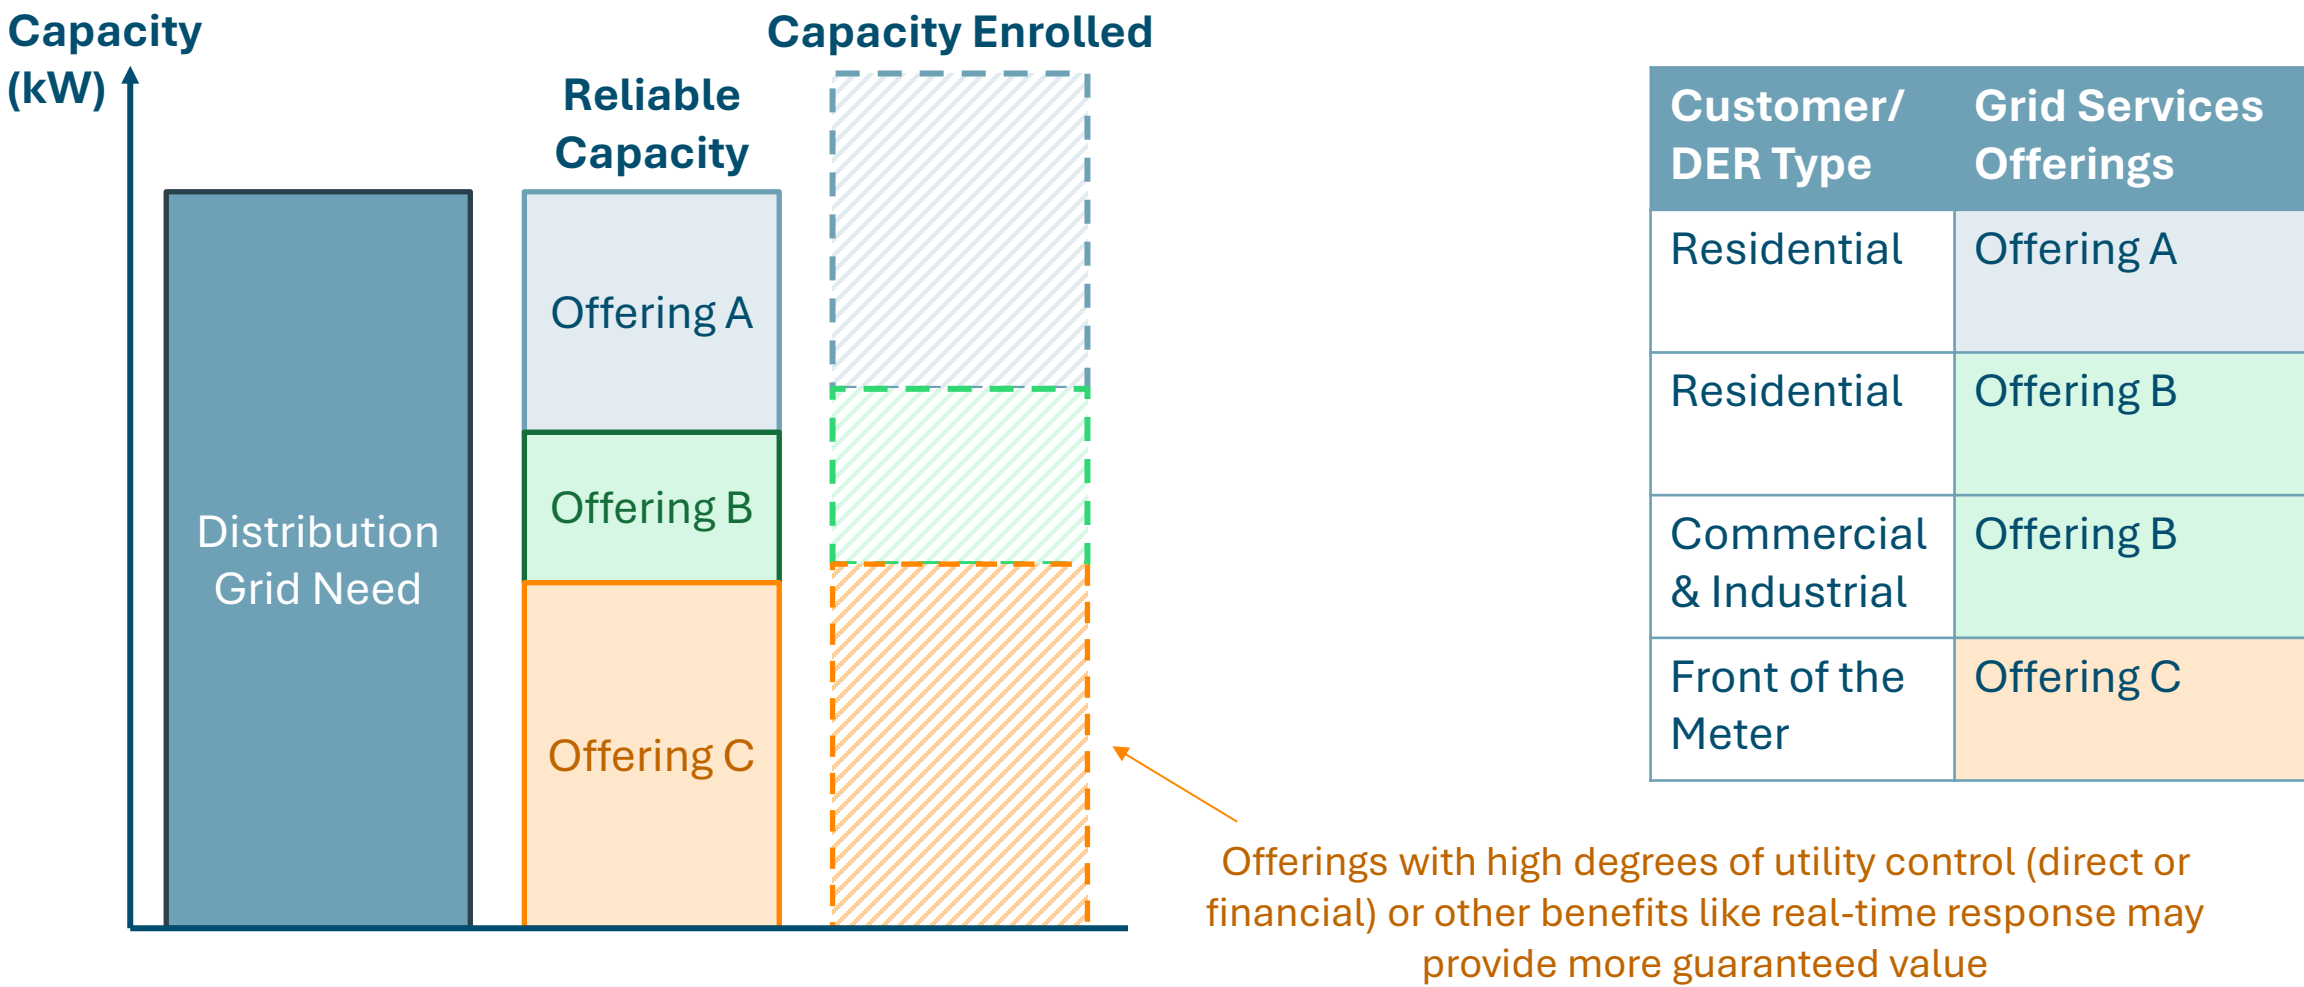 Capacity
(kW)
Capacity Enrolled
Reliable
Capacity
Distribution
Grid Need
Offering A
Offering B
Offering C
Customer/
DER Type
Grid Services
Offerings
Residential
Offering A
Residential
Offering B
Commercial
& Industrial
Offering B
Front of the
Meter
Offering C
Offerings with high degrees of utility control (direct or
financial) or other benefits like real-time response may
provide more guaranteed value